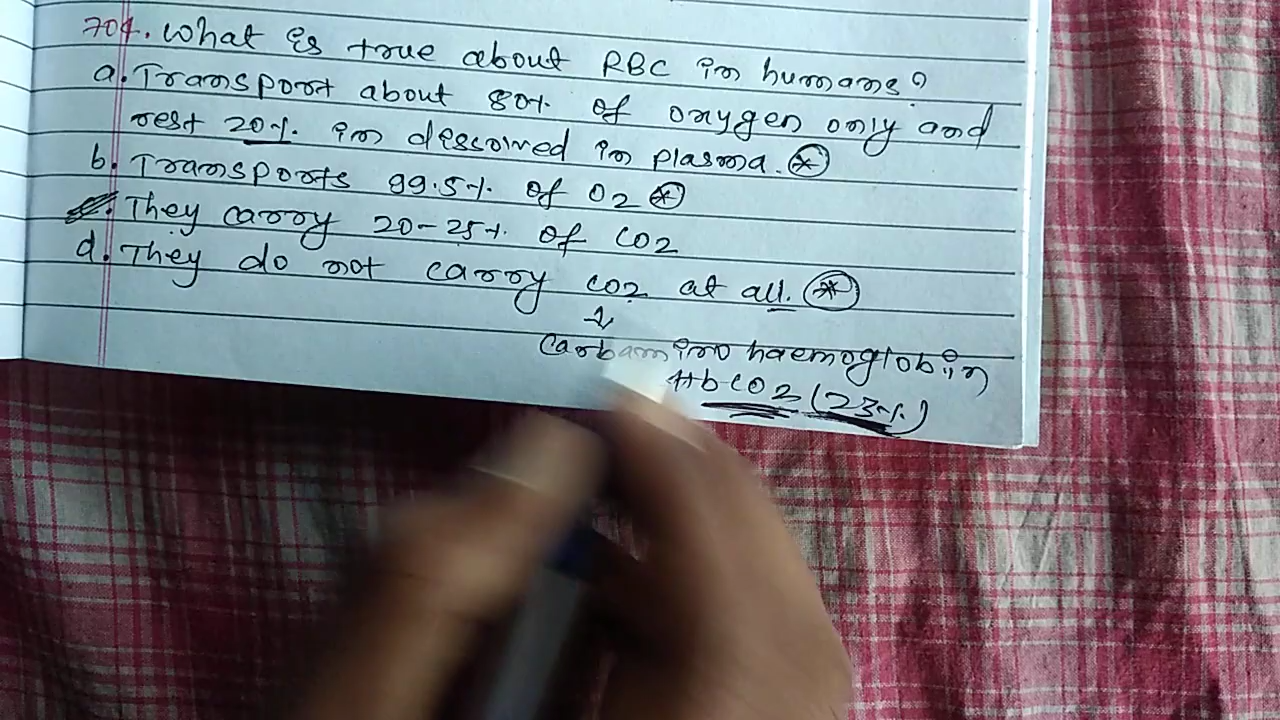 701. What is true about RBC in humans?
a. Transport about 80% of oxygen only and
rest 20% in dissolved in plasma. *
b. Transports 99.5% of O2 *
c. They carry 20-25% of CO2
d. They do not carry CO2 at all. *
↓
Carbamino haemoglobin
HbCO2 (23%)